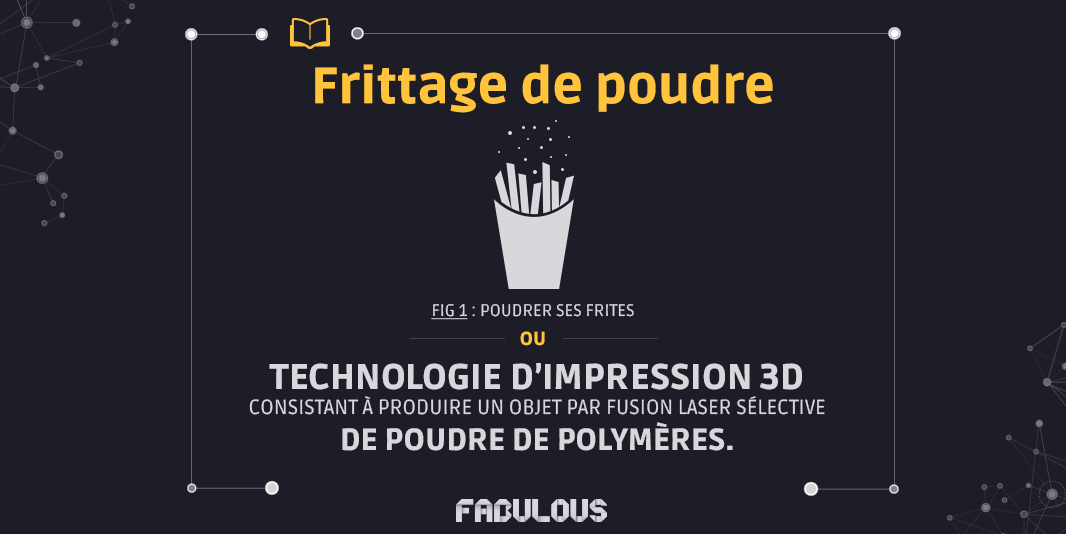 Frittage de poudre
FIG 1 : POUDRER SES FRITES
OU
TECHNOLOGIE D’IMPRESSION 3D
CONSISTANT À PRODUIRE UN OBJET PAR FUSION LASER SÉLECTIVE
DE POUDRE DE POLYMÈRES.
FABULOUS